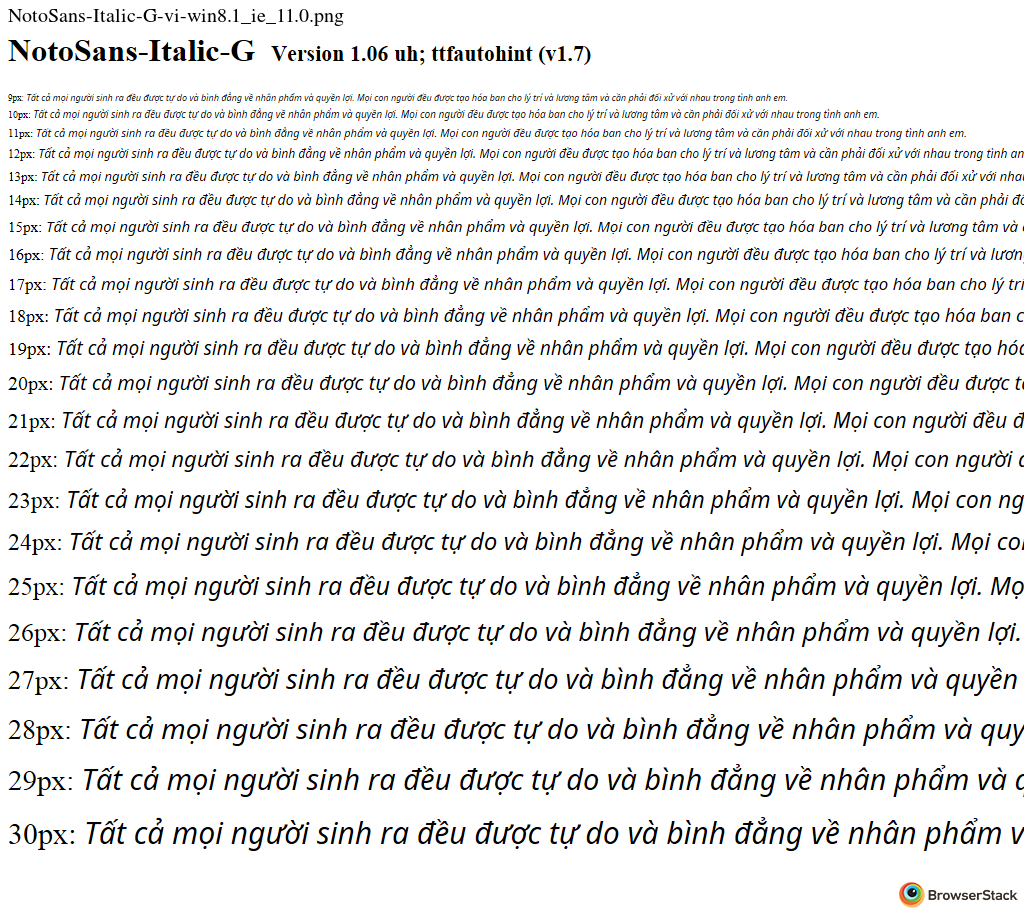 NotoSans-Italic-G-vi-win8.1_ie_11.0.png
NotoSans-Italic-G Version 1.06 uh; ttfautohint (v1.7)
9px: Tất cả mọi người sinh ra đều được tự do và bình đẳng về nhân phẩm và quyền lợi. Mọi con người đều được tạo hóa ban cho lý trí và lương tâm và cần phải đối xử với nhau trong tình anh em.
10px: Tất cả mọi người sinh ra đều được tự do và bình đẳng về nhân phẩm và quyền lợi. Mọi con người đều được tạo hóa ban cho lý trí và lương tâm và cần phải đối xử với nhau trong tình anh em.
11px: Tất cả mọi người sinh ra đều được tự do và bình đẳng về nhân phẩm và quyền lợi. Mọi con người đều được tạo hóa ban cho lý trí và lương tâm và cần phải đối xử với nhau trong tình anh em.
12px: Tất cả mọi người sinh ra đều được tự do và bình đẳng về nhân phẩm và quyền lợi. Mọi con người đều được tạo hóa ban cho lý trí và lương tâm và cần phải đối xử với nhau trong tình an
13px: Tất cả mọi người sinh ra đều được tự do và bình đẳng về nhân phẩm và quyền lợi. Mọi con người đều được tạo hóa ban cho lý trí và lương tâm và cần phải đối xử với nha
14px: Tất cả mọi người sinh ra đều được tự do và bình đẳng về nhân phẩm và quyền lợi. Mọi con người đều được tạo hóa ban cho lý trí và lương tâm và cần phải đố
15px: Tất cả mọi người sinh ra đều được tự do và bình đẳng về nhân phẩm và quyền lợi. Mọi con người đều được tạo hóa ban cho lý trí và lương tâm và
16px: Tất cả mọi người sinh ra đều được tự do và bình đẳng về nhân phẩm và quyền lợi. Mọi con người đều được tạo hóa ban cho lý trí và lươn
17px: Tất cả mọi người sinh ra đều được tự do và bình đẳng về nhân phẩm và quyền lợi. Mọi con người đều được tạo hóa ban cho lý trí
18px: Tất cả mọi người sinh ra đều được tự do và bình đẳng về nhân phẩm và quyền lợi. Mọi con người đều được tạo hóa ban c
19px: Tất cả mọi người sinh ra đều được tự do và bình đẳng về nhân phẩm và quyền lợi. Mọi con người đều được tạo hóa
20px: Tất cả mọi người sinh ra đều được tự do và bình đẳng về nhân phẩm và quyền lợi. Mọi con người đều được tạ
21px: Tất cả mọi người sinh ra đều được tự do và bình đẳng về nhân phẩm và quyền lợi. Mọi con người đều đ
22px: Tất cả mọi người sinh ra đều được tự do và bình đẳng về nhân phẩm và quyền lợi. Mọi con người đ
23px: Tất cả mọi người sinh ra đều được tự do và bình đẳng về nhân phẩm và quyền lợi. Mọi con ng
24px: Tất cả mọi người sinh ra đều được tự do và bình đẳng về nhân phẩm và quyền lợi. Mọi con
25px: Tất cả mọi người sinh ra đều được tự do và bình đẳng về nhân phẩm và quyền lợi. Mọ
26px: Tất cả mọi người sinh ra đều được tự do và bình đẳng về nhân phẩm và quyền lợi.
27px: Tất cả mọi người sinh ra đều được tự do và bình đẳng về nhân phẩm và quyền
28px: Tất cả mọi người sinh ra đều được tự do và bình đẳng về nhân phẩm và quy
29px: Tất cả mọi người sinh ra đều được tự do và bình đẳng về nhân phẩm và q
30px: Tất cả mọi người sinh ra đều được tự do và bình đẳng về nhân phẩm v
BrowserStack